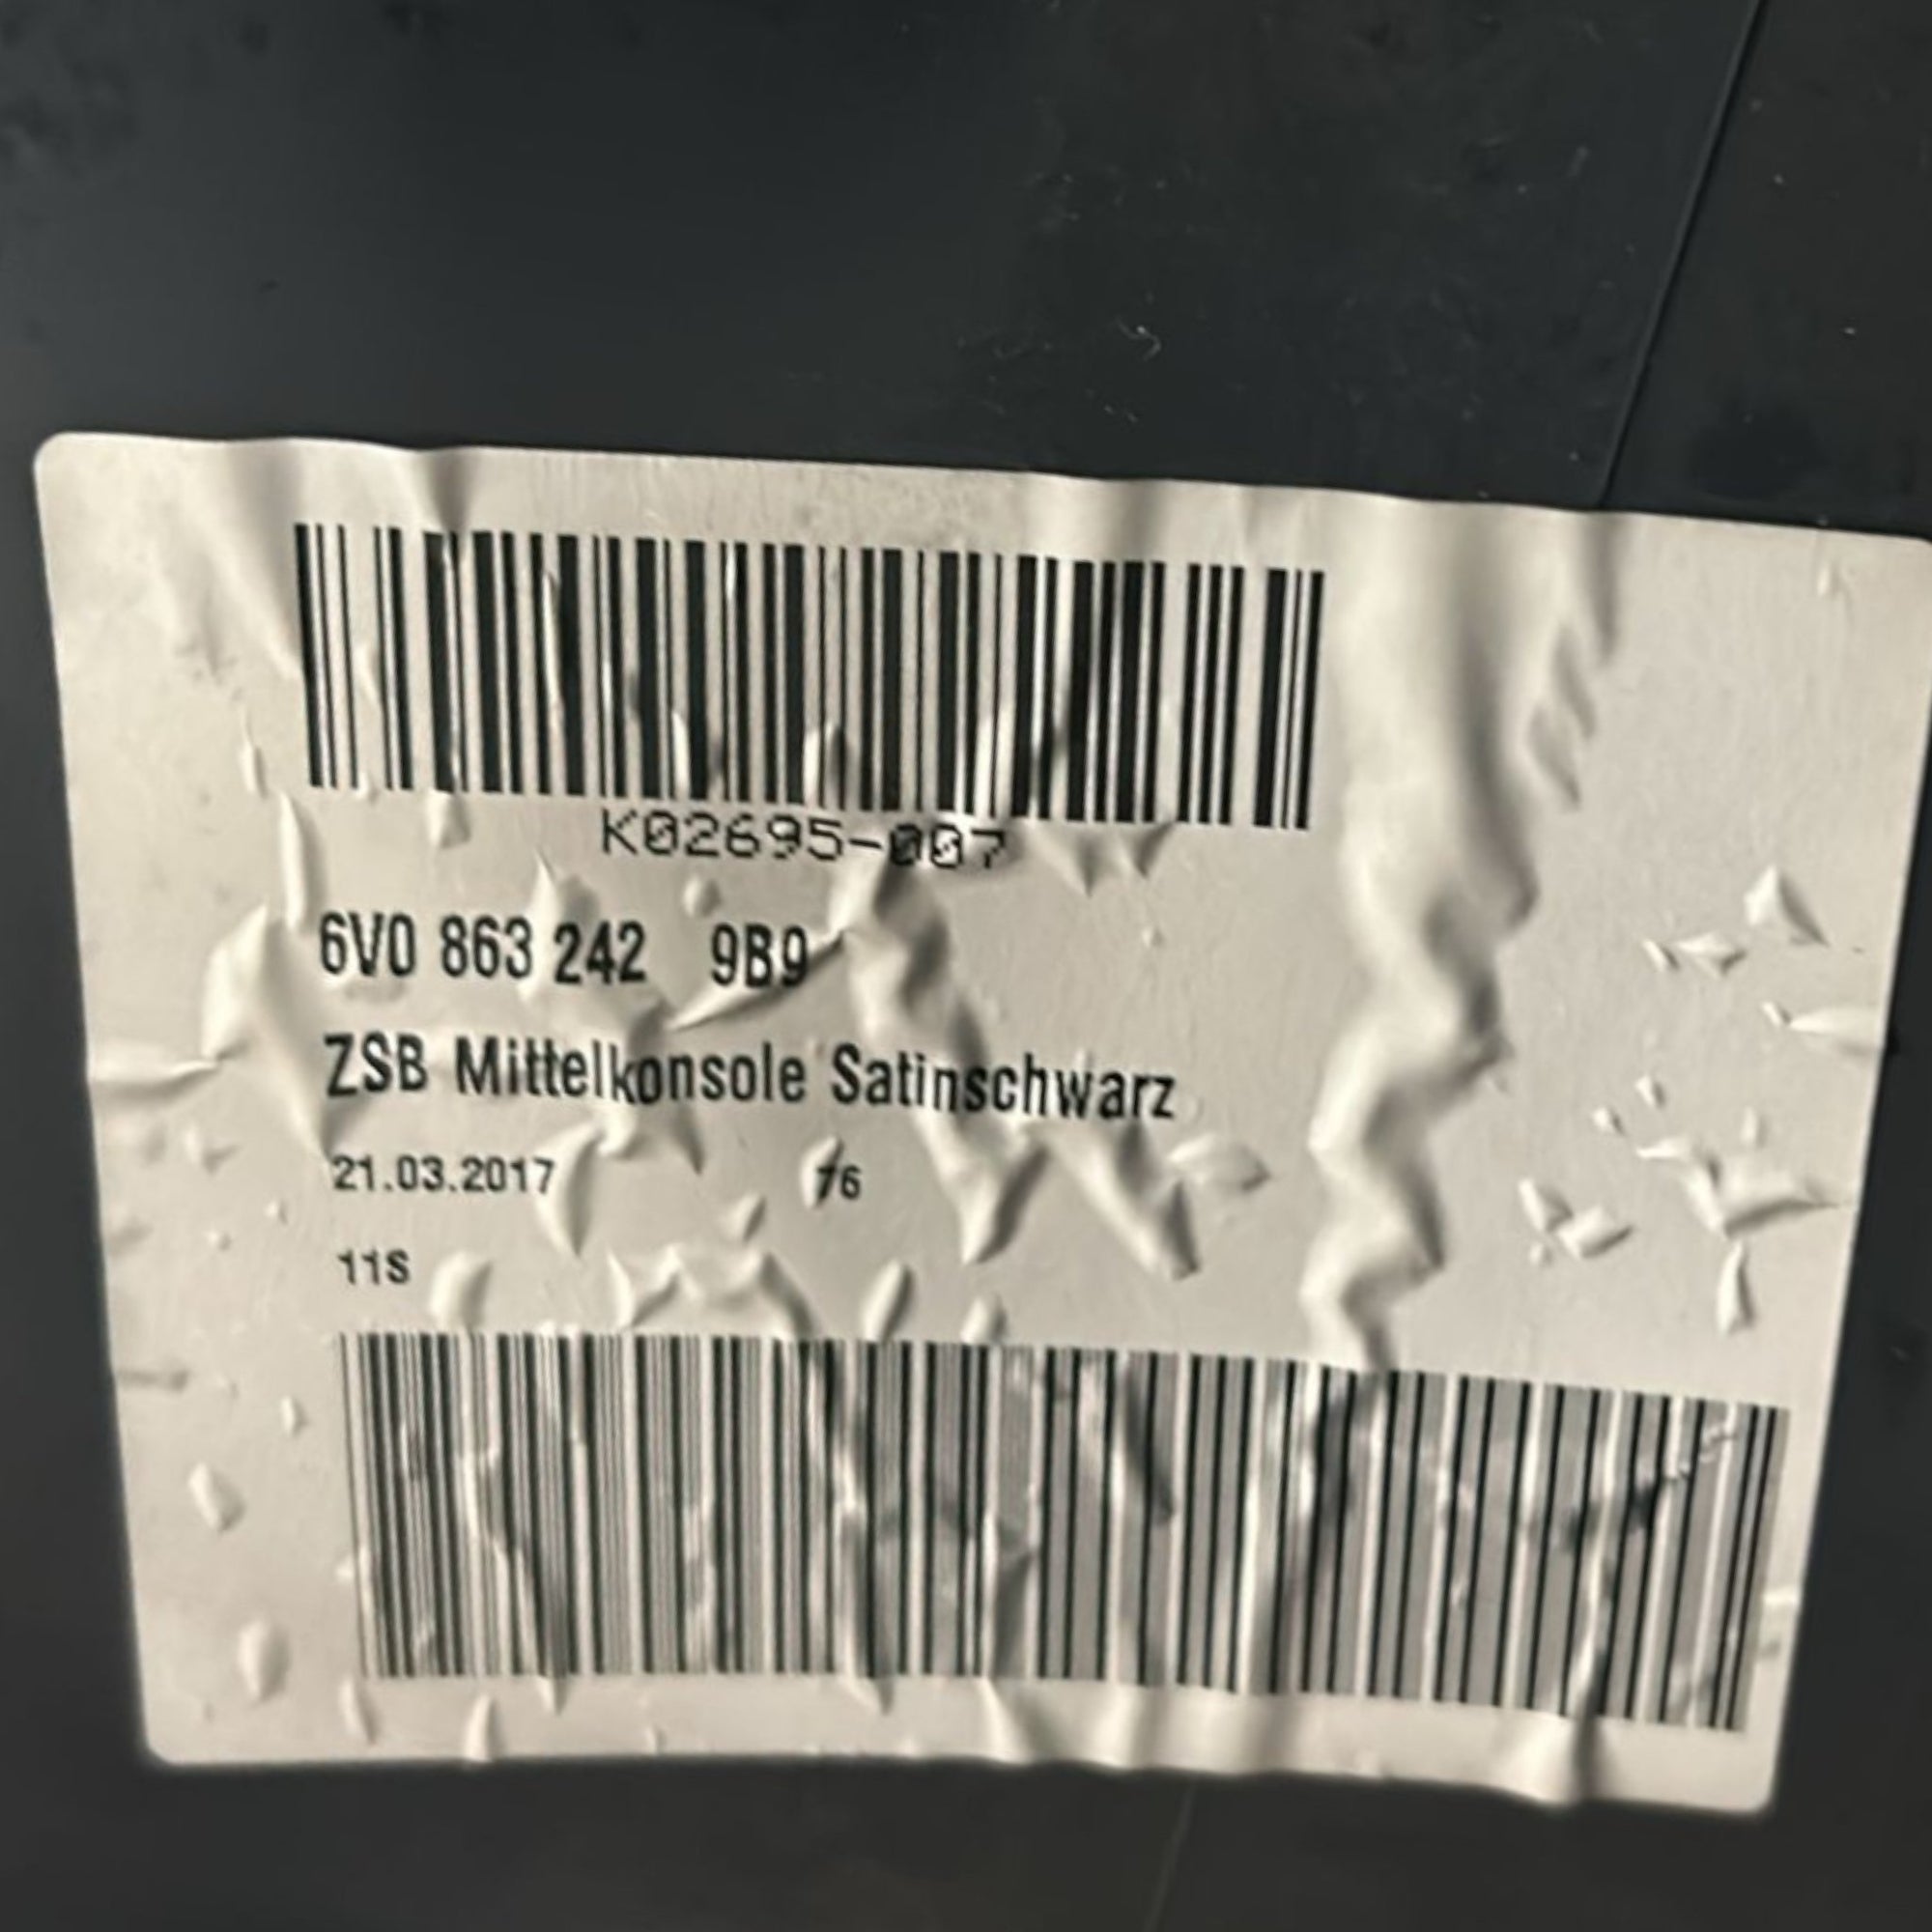 K02695-007
6V0 863 242 9B9
ZSB Mittelkonsole Satinschwarz
21.03.2017 76
11S